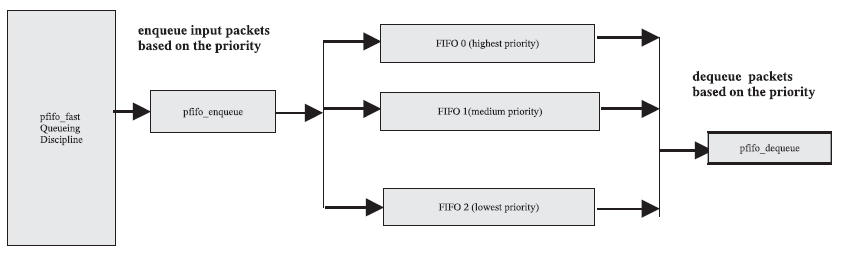 enqueue input packets
based on the priority
pfifo_fast
Queueing
Discipline
pfifo_enqueue
FIFO 0 (highest priority)
FIFO 1(medium priority)
FIFO 2 (lowest priority)
dequeue packets
based on the priority
pfifo_dequeue